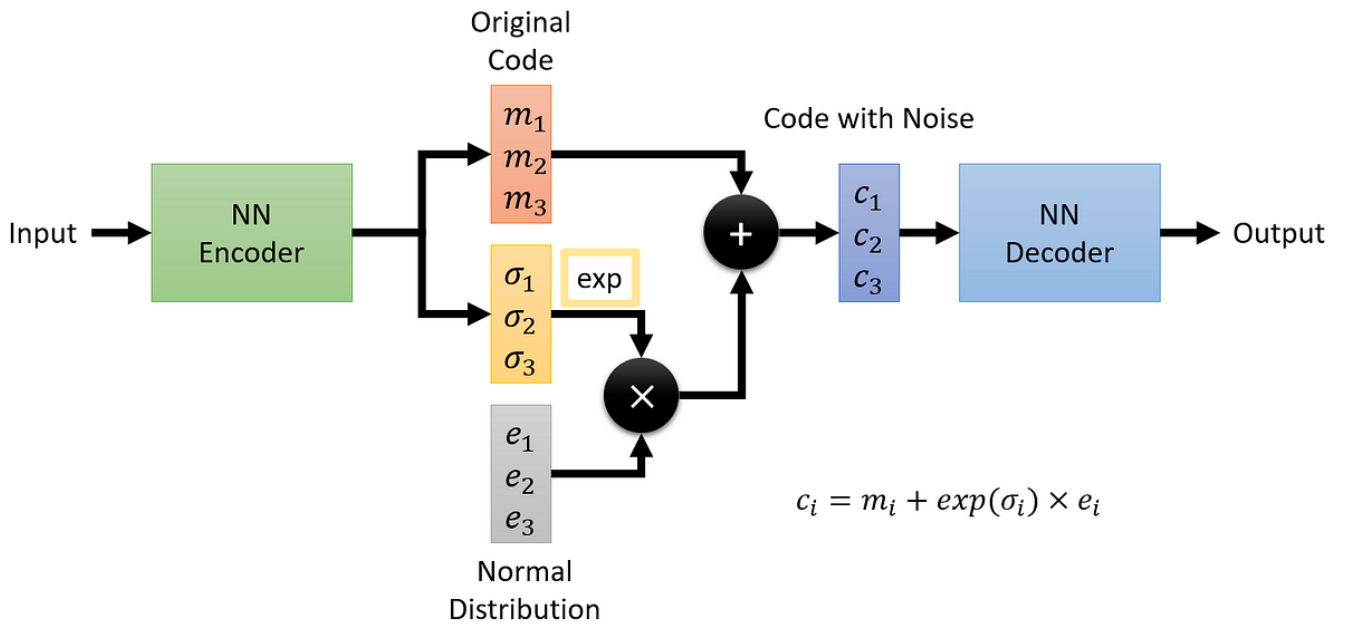 Original
Code
m₁
m₂
m₃
Code with Noise
Input
NN
Encoder
σ₁
σ₂
σ₃
exp
+
c₁
c₂
c₃
NN
Decoder
Output
×
e₁
e₂
e₃
cᵢ = mᵢ + exp(σᵢ) × eᵢ
Normal
Distribution